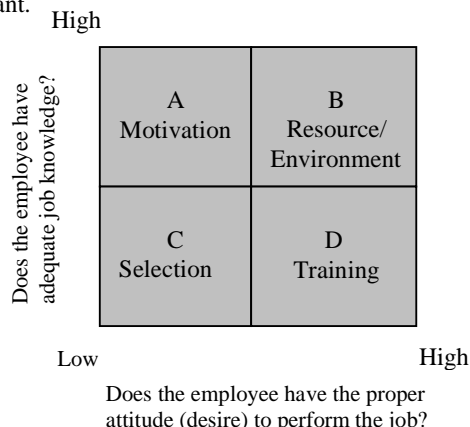 ant.
High
Does the employee have
adequate job knowledge?
A
Motivation
B
Resource/
Environment
C
Selection
D
Training
Low
High
Does the employee have the proper
attitude (desire) to perform the job?